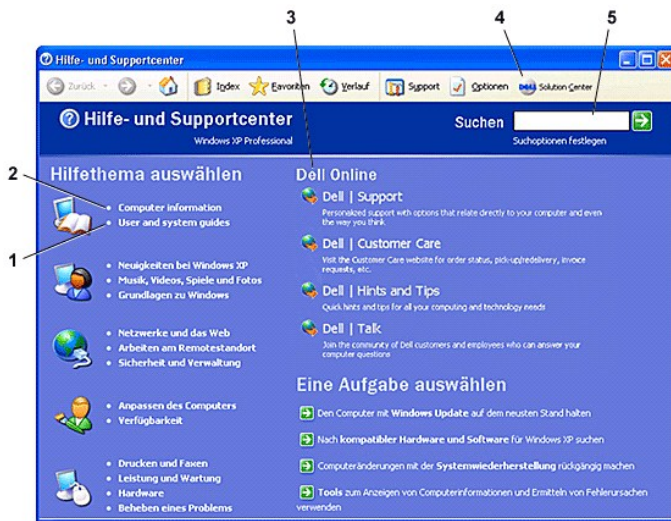 3
4
5
Hilfe- und Supportcenter
Zurück
Index
Favoriten
Verlauf
Support
Optionen
DELL Solution Center
Hilfe- und Supportcenter
Windows XP Professional
Suchen
Suchoptionen festlegen
Hilfethema auswählen
2
Computer information
User and system guides
1
Neuigkeiten bei Windows XP
Musik, Videos, Spiele und Fotos
Grundlagen zu Windows
Netzwerke und das Web
Arbeiten am Remotestandort
Sicherheit und Verwaltung
Anpassen des Computers
Verfügbarkeit
Drucken und Faxen
Leistung und Wartung
Hardware
Beheben eines Problems
Dell Online
Dell | Support
Personalized support with options that relate directly to your computer and even
the way you think
Dell | Customer Care
Visit the Customer Care website for order status, pick-up/redelivery, invoice
requests, etc.
Dell | Hints and Tips
Quick hints and tips for all your computing and technology needs
Dell | Talk
Join the community of Dell customers and employees who can answer your
computer questions
Eine Aufgabe auswählen
Den Computer mit Windows Update auf dem neusten Stand halten
Nach kompatibler Hardware und Software für Windows XP suchen
Computeränderungen mit der Systemwiederherstellung rückgängig machen
Tools zum Anzeigen von Computerinformationen und Ermitteln von Fehlerursachen
verwenden